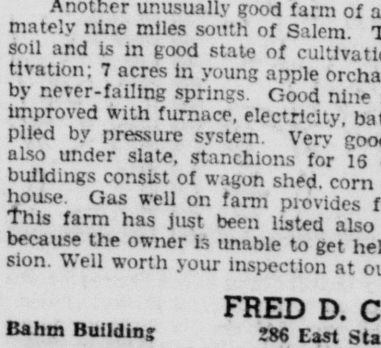 Another unusually good farm of a
mately nine miles south of Salem. T
soil and is in good state of cultivatio
tivation; 7 acres in young apple orcha
by never-failing springs. Good nine
improved with furnace, electricity, bat
plied by pressure system. Very good
also under slate, stanchions for 16
buildings consist of wagon shed, corn
house. Gas well on farm provides f
This farm has just been listed also
because the owner is unable to get hel
sion. Well worth your inspection at ou
FRED D. C
Bahm Building 286 East Sta